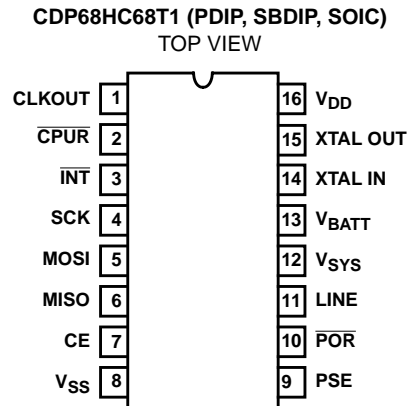 CDP68HC68T1 (PDIP, SBDIP, SOIC)
TOP VIEW
CLKOUT 1 16 VDD
CPUR 2 15 XTAL OUT
INT 3 14 XTAL IN
SCK 4 13 VBATT
MOSI 5 12 VSYS
MISO 6 11 LINE
CE 7 10 POR
VSS 8 9 PSE